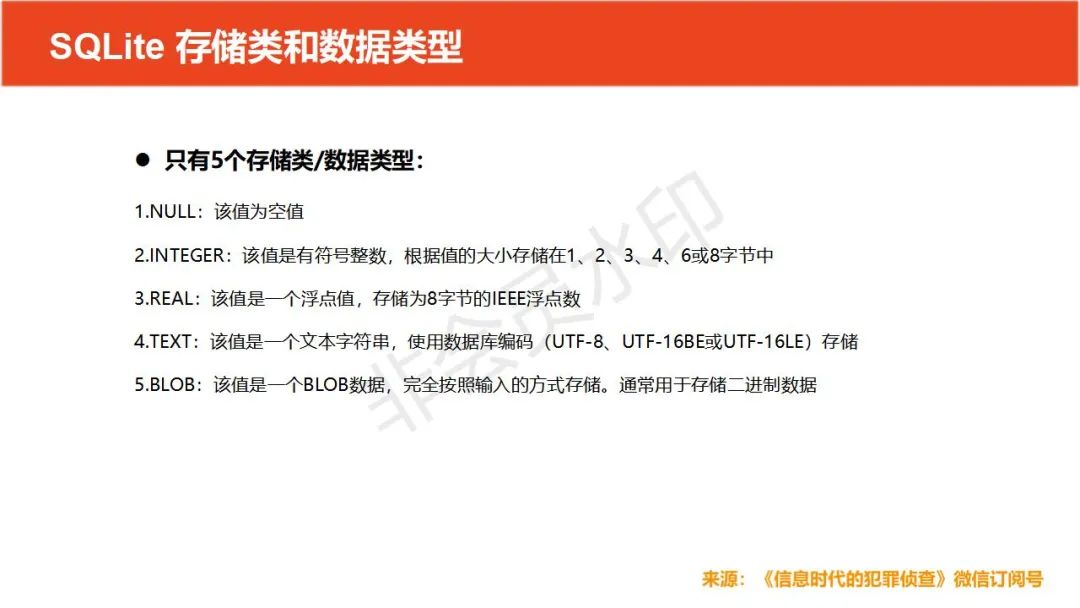 SQLite 存储类和数据类型
● 只有5个存储类/数据类型：
1.NULL：该值为空值
2.INTEGER：该值是有符号整数，根据值的大小存储在1、2、3、4、6或8字节中
3.REAL：该值是一个浮点值，存储为8字节的IEEE浮点数
4.TEXT：该值是一个文本字符串，使用数据库编码（UTF-8、UTF-16BE或UTF-16LE）存储
5.BLOB：该值是一个BLOB数据，完全按照输入的方式存储。通常用于存储二进制数据
非会员水印
来源：《信息时代的犯罪侦查》微信订阅号